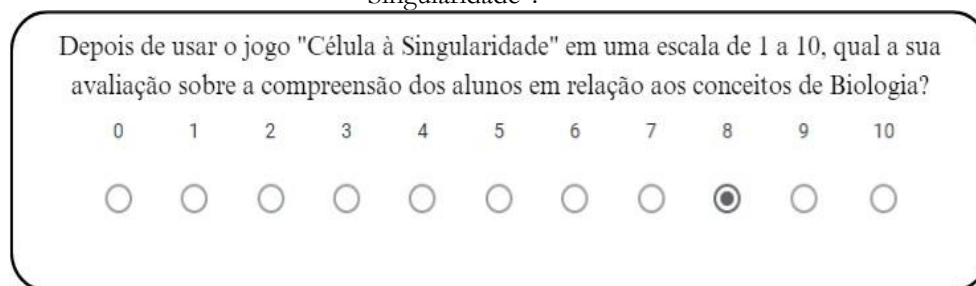 Singularidade".
Depois de usar o jogo "Célula à Singularidade" em uma escala de 1 a 10, qual a sua
avaliação sobre a compreensão dos alunos em relação aos conceitos de Biologia?
0 1 2 3 4 5 6 7 8 9 10